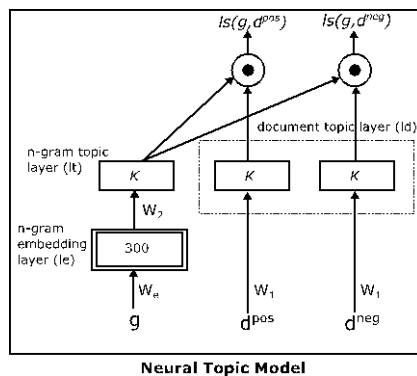 ls(g,d^pos) ls(g,d^neg)
document topic layer (ld)
n-gram topic
layer (lt)
K K K
W₂
n-gram
embedding
layer (le)
300
Wₑ W₁ W₁
g d^pos d^neg
Neural Topic Model